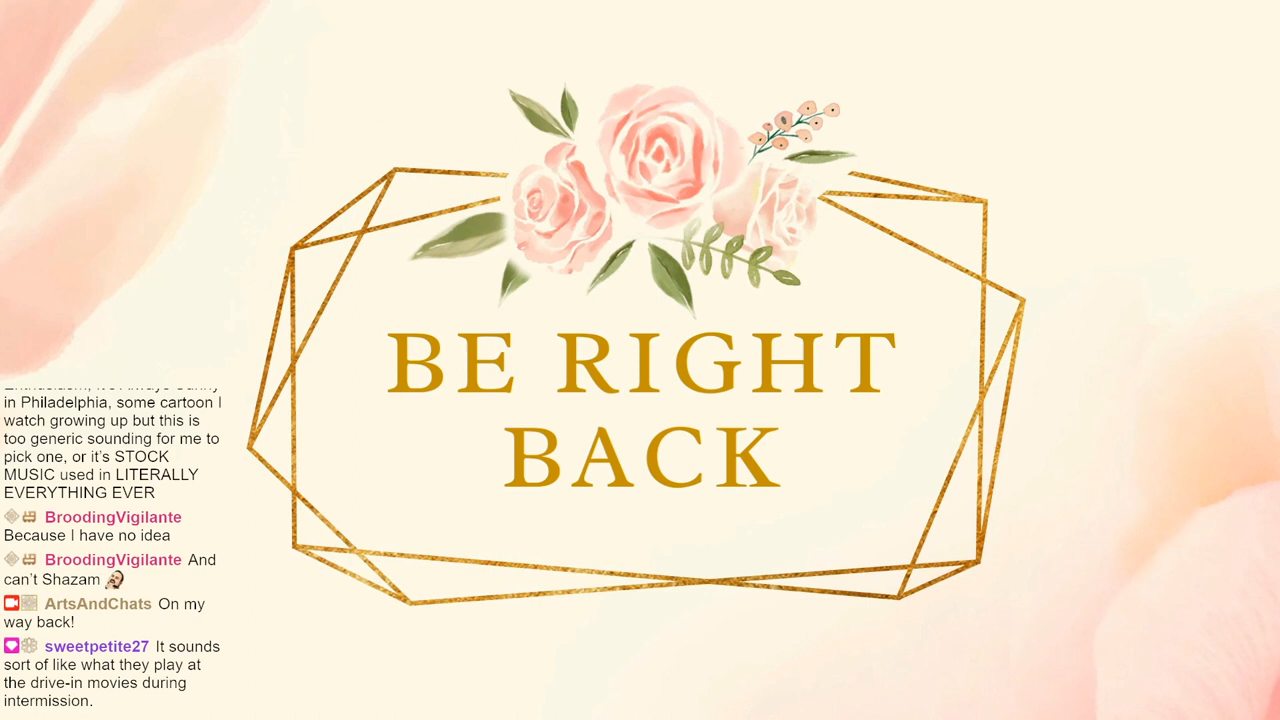 BE RIGHT
BACK
in Philadelphia, some cartoon I
watch growing up but this is
too generic sounding for me to
pick one, or it's STOCK
MUSIC used in LITERALLY
EVERYTHING EVER
BroodingVigilante
Because I have no idea
BroodingVigilante And
can't Shazam
ArtsAndChats On my
way back!
sweetpetite27 It sounds
sort of like what they play at
the drive-in movies during
intermission.